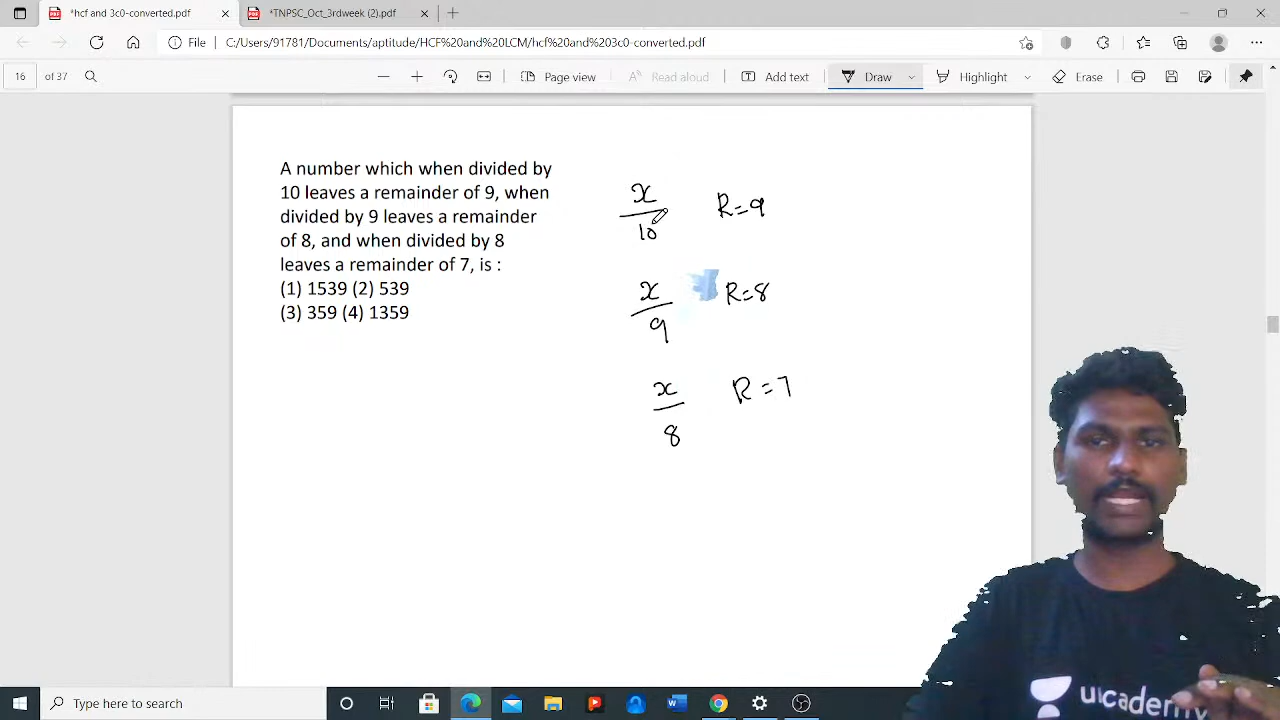 *hcf and 3c0-converted.pdf
*TNPSC_Oct_3rdweek (2).pdf
File
C:/Users/91781/Documents/aptitude/HCF%20and%20LCM/hcf%20and%203c0-converted.pdf
16 of 37
Page view
Read aloud
Add text
Draw
Highlight
Erase
A number which when divided by
10 leaves a remainder of 9, when
divided by 9 leaves a remainder
of 8, and when divided by 8
leaves a remainder of 7, is :
(1) 1539 (2) 539
(3) 359 (4) 1359
x
10
R=9
x
9
R=8
x
8
R=7
unacademy
Type here to search